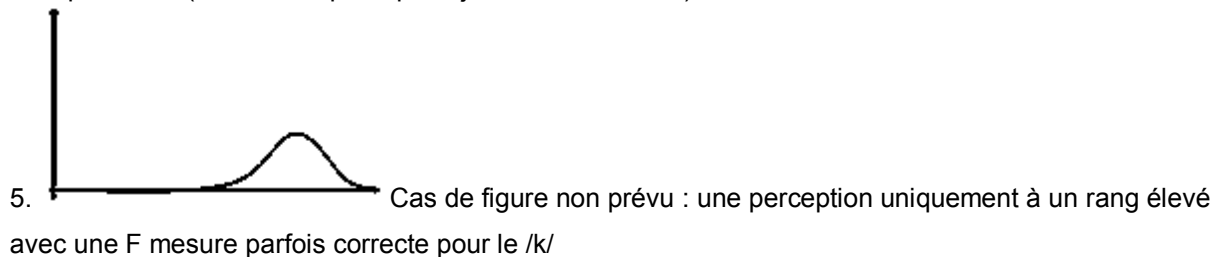 5. Cas de figure non prévu : une perception uniquement à un rang élevé
avec une F mesure parfois correcte pour le /k/